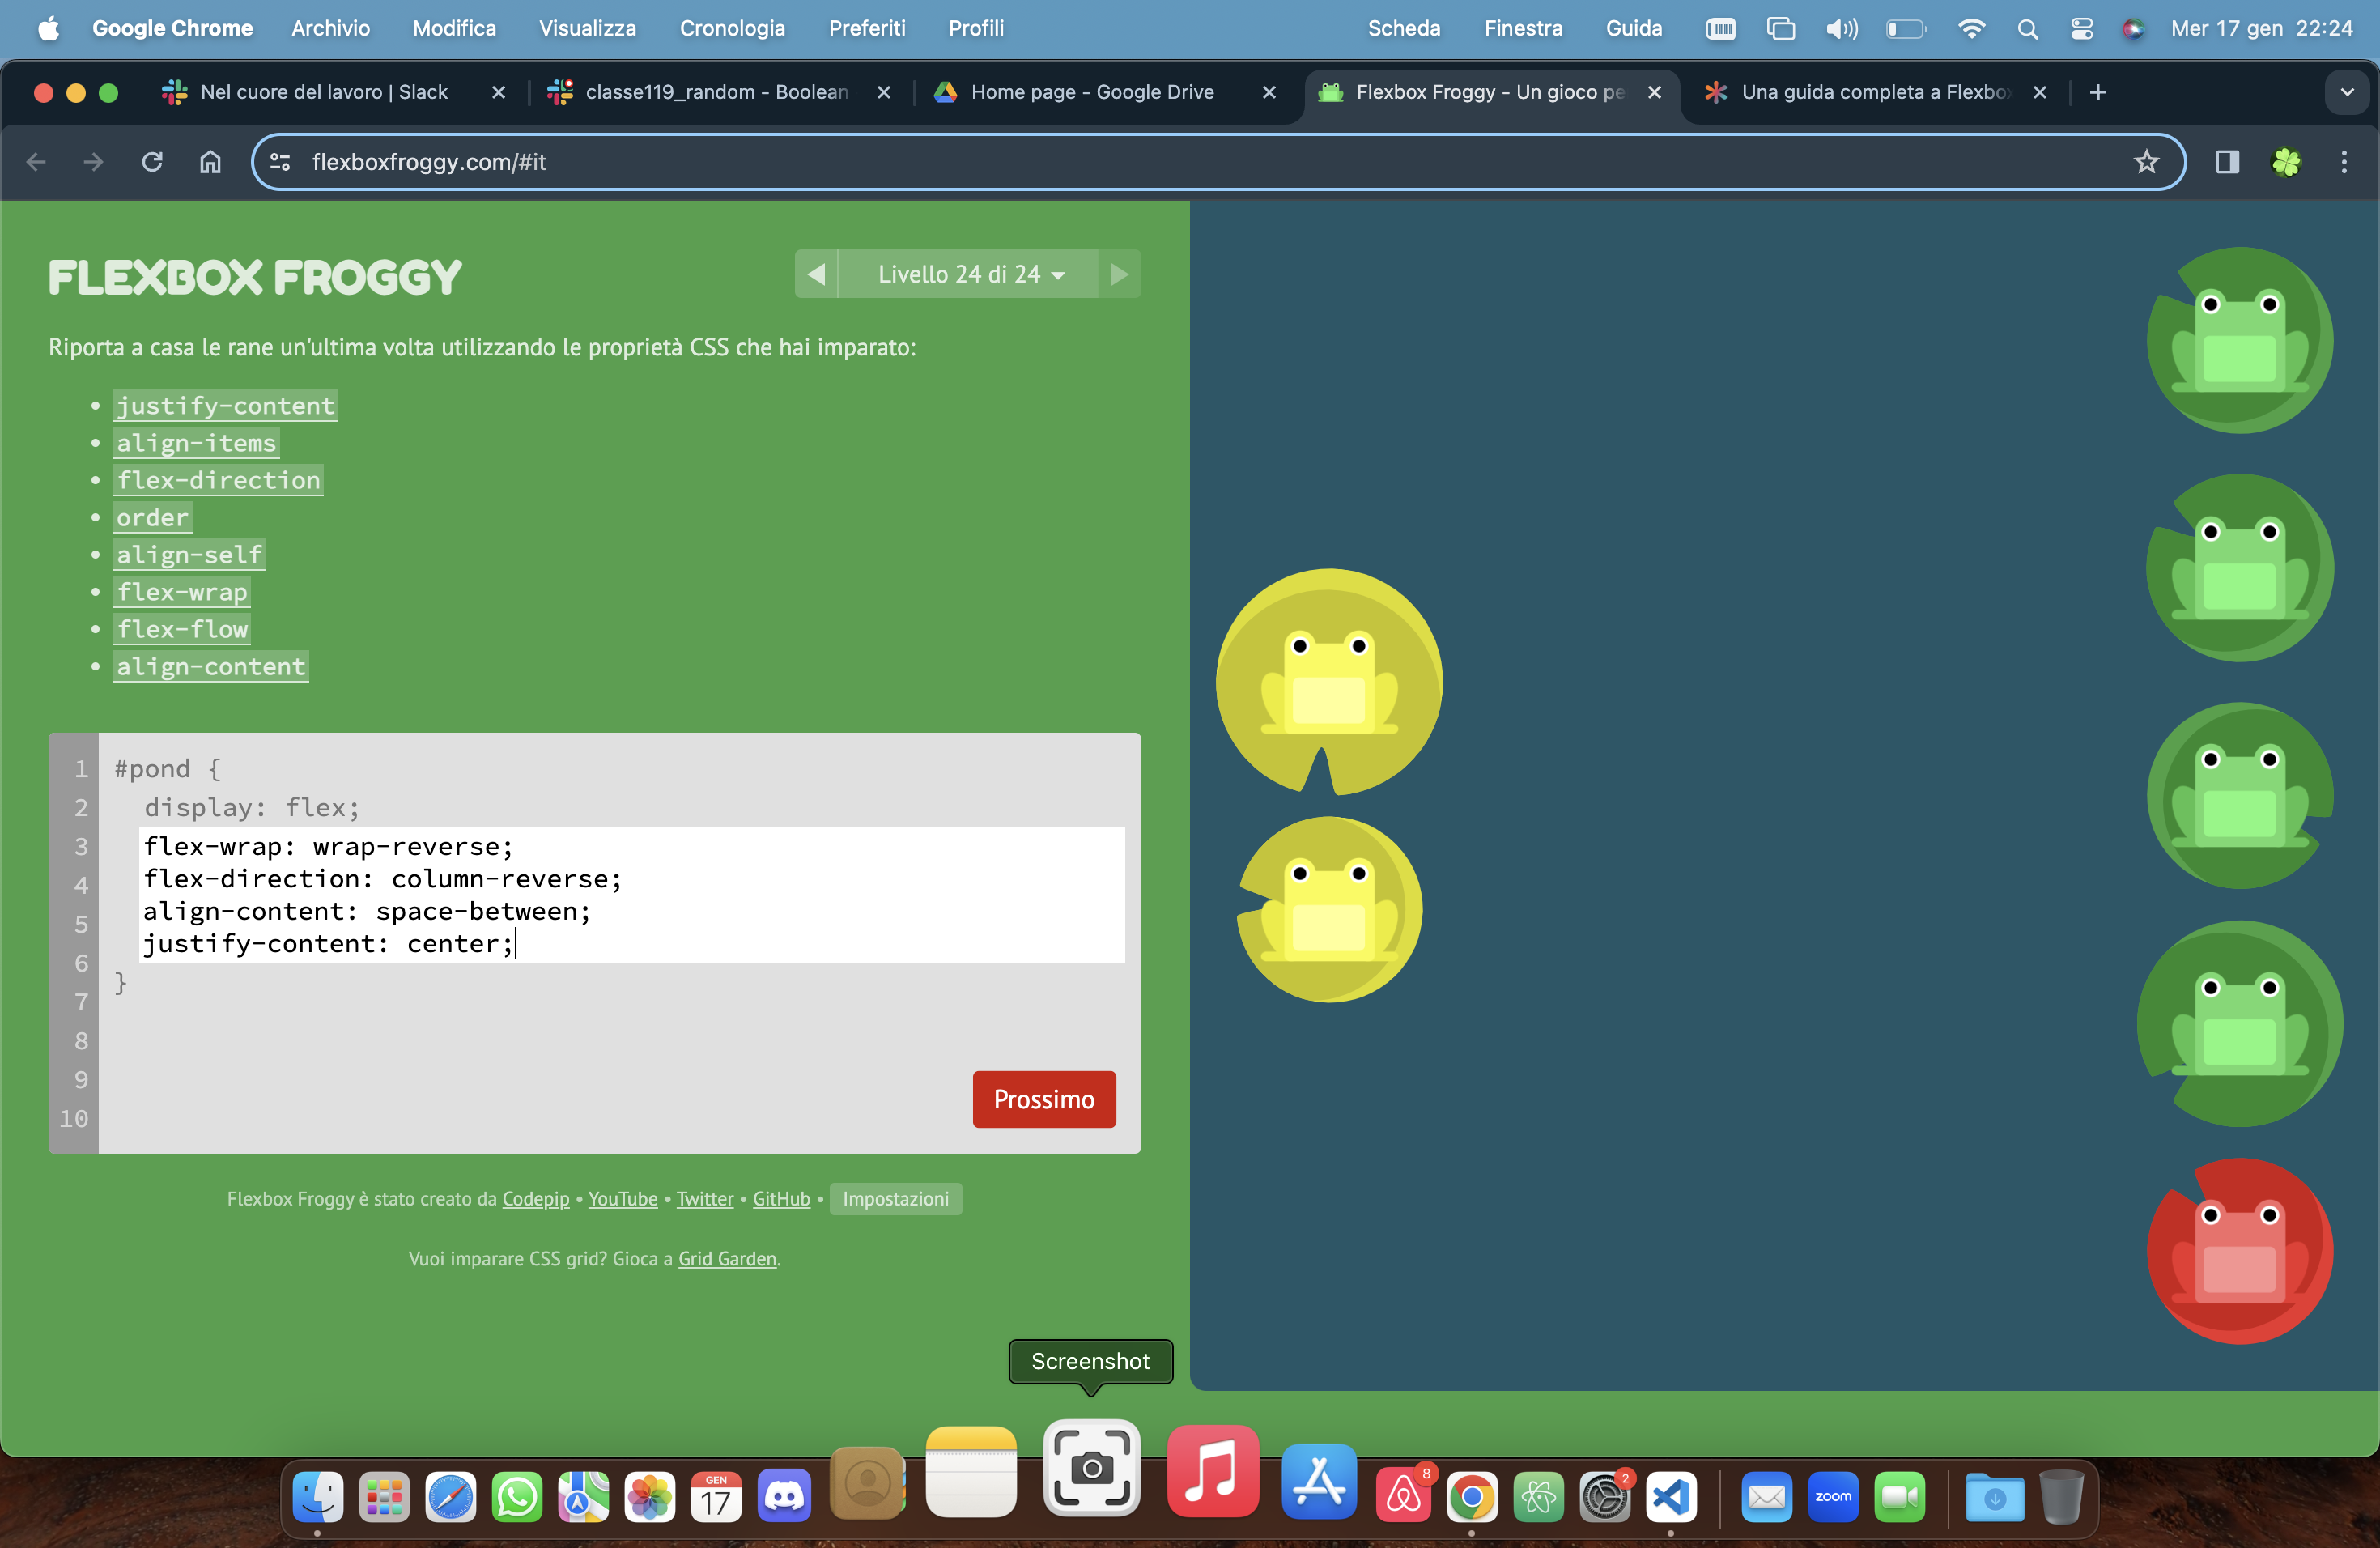 Google Chrome Archivio Modifica Visualizza Cronologia Preferiti Profili Scheda Finestra Guida Mer 17 gen 22:24
Nel cuore del lavoro | Slack classe119_random - Boolean Home page - Google Drive Flexbox Froggy - Un gioco pe Una guida completa a Flexbo
flexboxfroggy.com/#it
FLEXBOX FROGGY
Livello 24 di 24
Riporta a casa le rane un'ultima volta utilizzando le proprietà CSS che hai imparato:
• justify-content
• align-items
• flex-direction
• order
• align-self
• flex-wrap
• flex-flow
• align-content
1 #pond {
2 display: flex;
3 flex-wrap: wrap-reverse;
4 flex-direction: column-reverse;
5 align-content: space-between;
6 justify-content: center;
7 }
8
9
10
Prossimo
Flexbox Froggy è stato creato da Codepip • YouTube • Twitter • GitHub • Impostazioni
Vuoi imparare CSS grid? Gioca a Grid Garden.
Screenshot
GEN
17
8
2
zoom